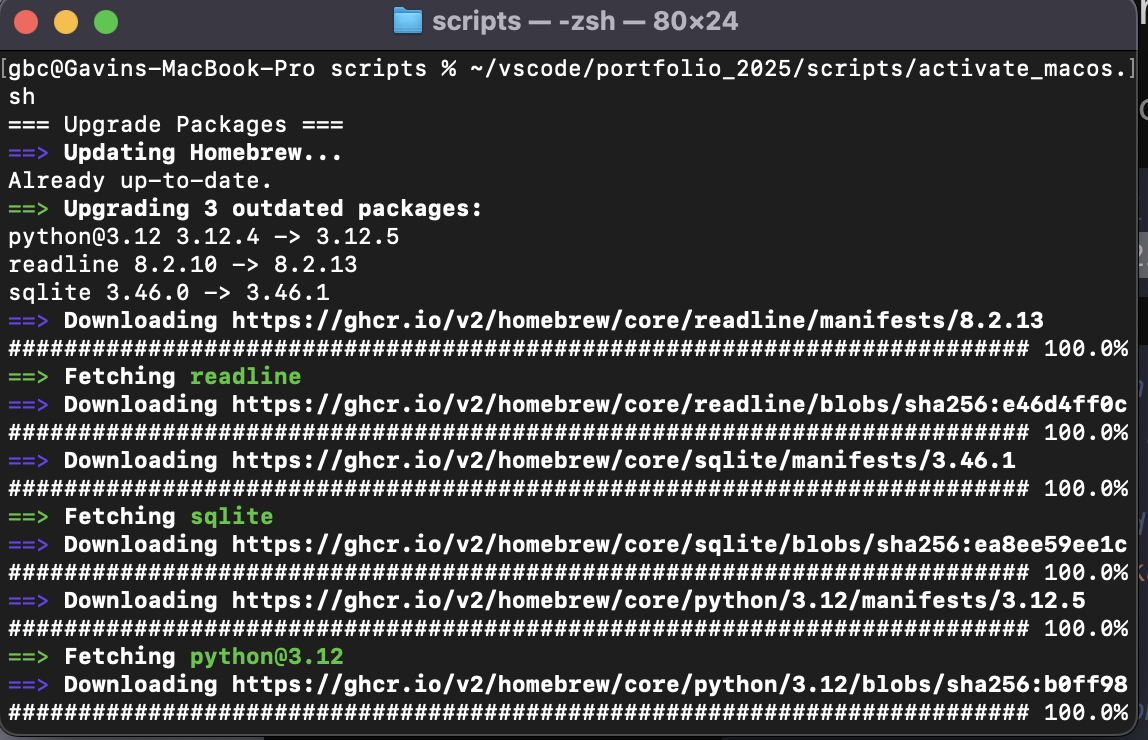 scripts — -zsh — 80×24
[gbc@Gavins-MacBook-Pro scripts % ~/vscode/portfolio_2025/scripts/activate_macos.]
sh
=== Upgrade Packages ===
==> Updating Homebrew...
Already up-to-date.
==> Upgrading 3 outdated packages:
python@3.12 3.12.4 -> 3.12.5
readline 8.2.10 -> 8.2.13
sqlite 3.46.0 -> 3.46.1
==> Downloading https://ghcr.io/v2/homebrew/core/readline/manifests/8.2.13
######################################################################### 100.0%
==> Fetching readline
==> Downloading https://ghcr.io/v2/homebrew/core/readline/blobs/sha256:e46d4ff0c
######################################################################### 100.0%
==> Downloading https://ghcr.io/v2/homebrew/core/sqlite/manifests/3.46.1
######################################################################### 100.0%
==> Fetching sqlite
==> Downloading https://ghcr.io/v2/homebrew/core/sqlite/blobs/sha256:ea8ee59ee1c
######################################################################### 100.0%
==> Downloading https://ghcr.io/v2/homebrew/core/python/3.12/manifests/3.12.5
######################################################################### 100.0%
==> Fetching python@3.12
==> Downloading https://ghcr.io/v2/homebrew/core/python/3.12/blobs/sha256:b0ff98
######################################################################### 100.0%